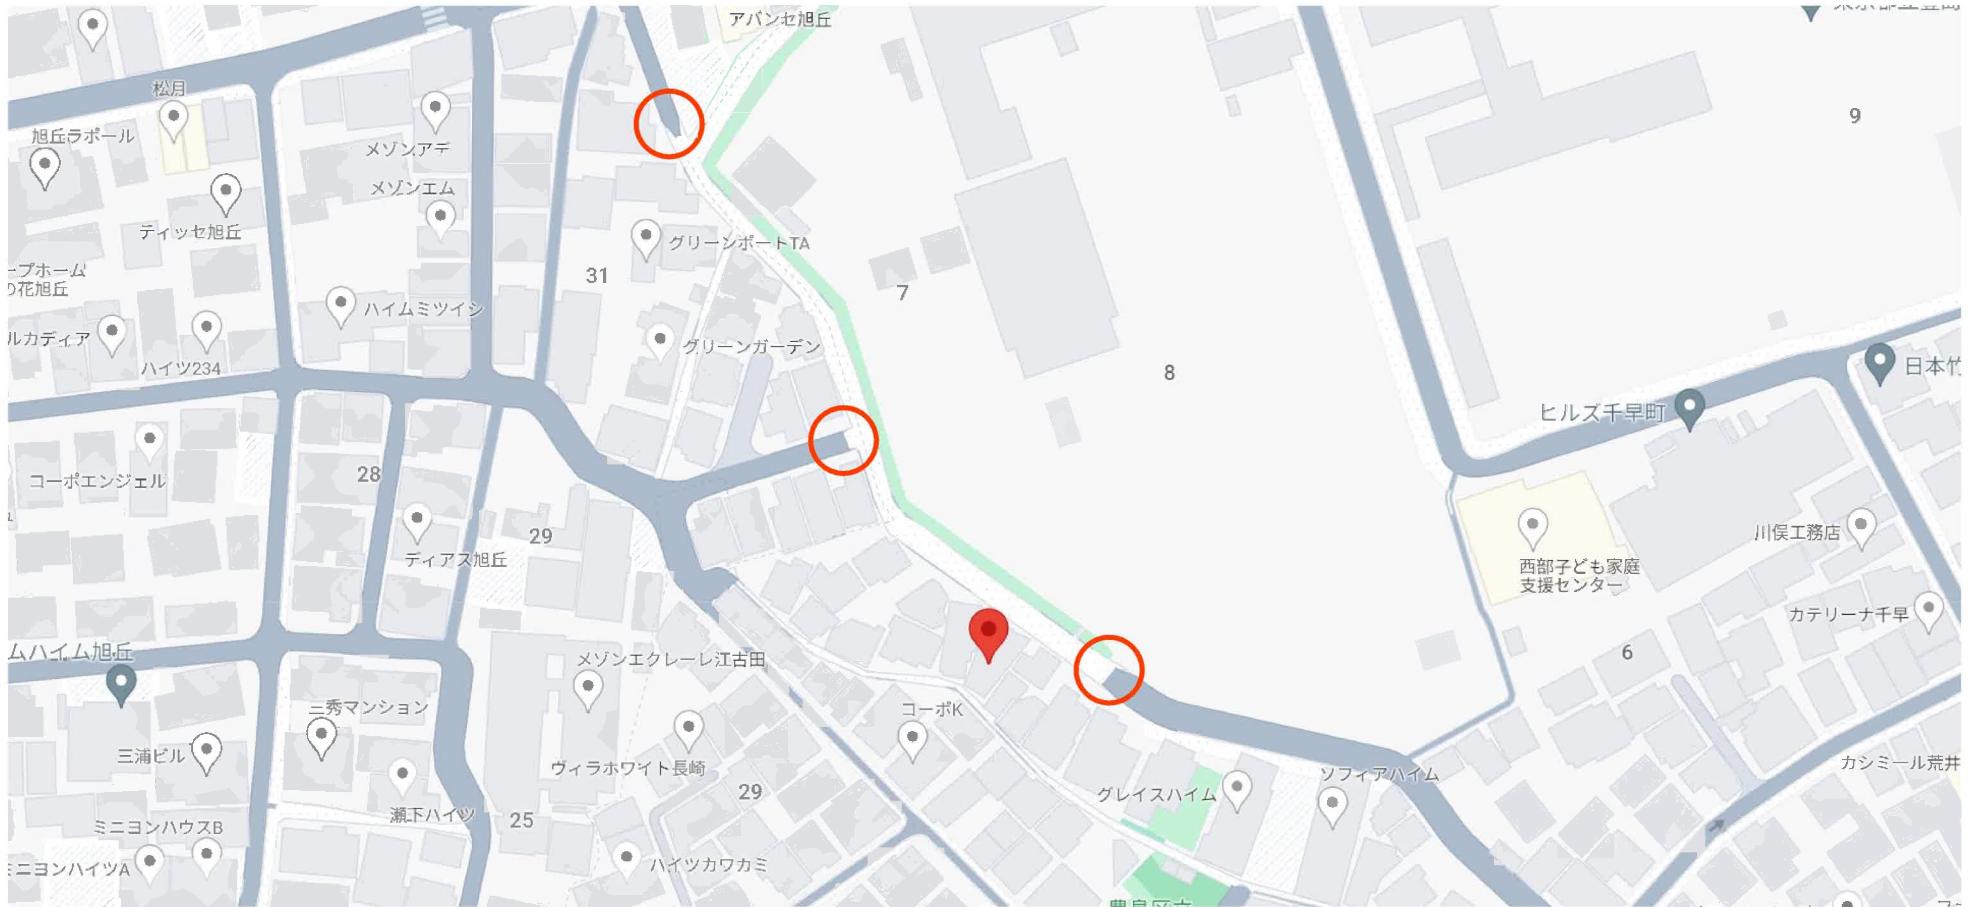 アバンセ旭丘
松月
9
旭丘ラポール
メゾンアデ
メゾンエム
ティッセ旭丘
グリーンポートTA
ープホーム
の花旭丘
31
7
ハイムミツイシ
ルカディア
グリーンガーデン
ハイツ234
8
日本竹
ヒルズ千早町
28
コーポエンジェル
29
川俣工務店
ディアス旭丘
西部子ども家庭
支援センター
カテリーナ千早
ムハイム旭丘
メゾンエクレーレ江古田
6
三秀マンション
コーポK
三浦ビル
ヴィラホワイト長崎
カシミール荒井
ソフィアハイム
29
グレイスハイム
瀬下ハイツ
25
ミニヨンハウスB
ミニヨンハイツA
ハイツカワカミ
豊島区立